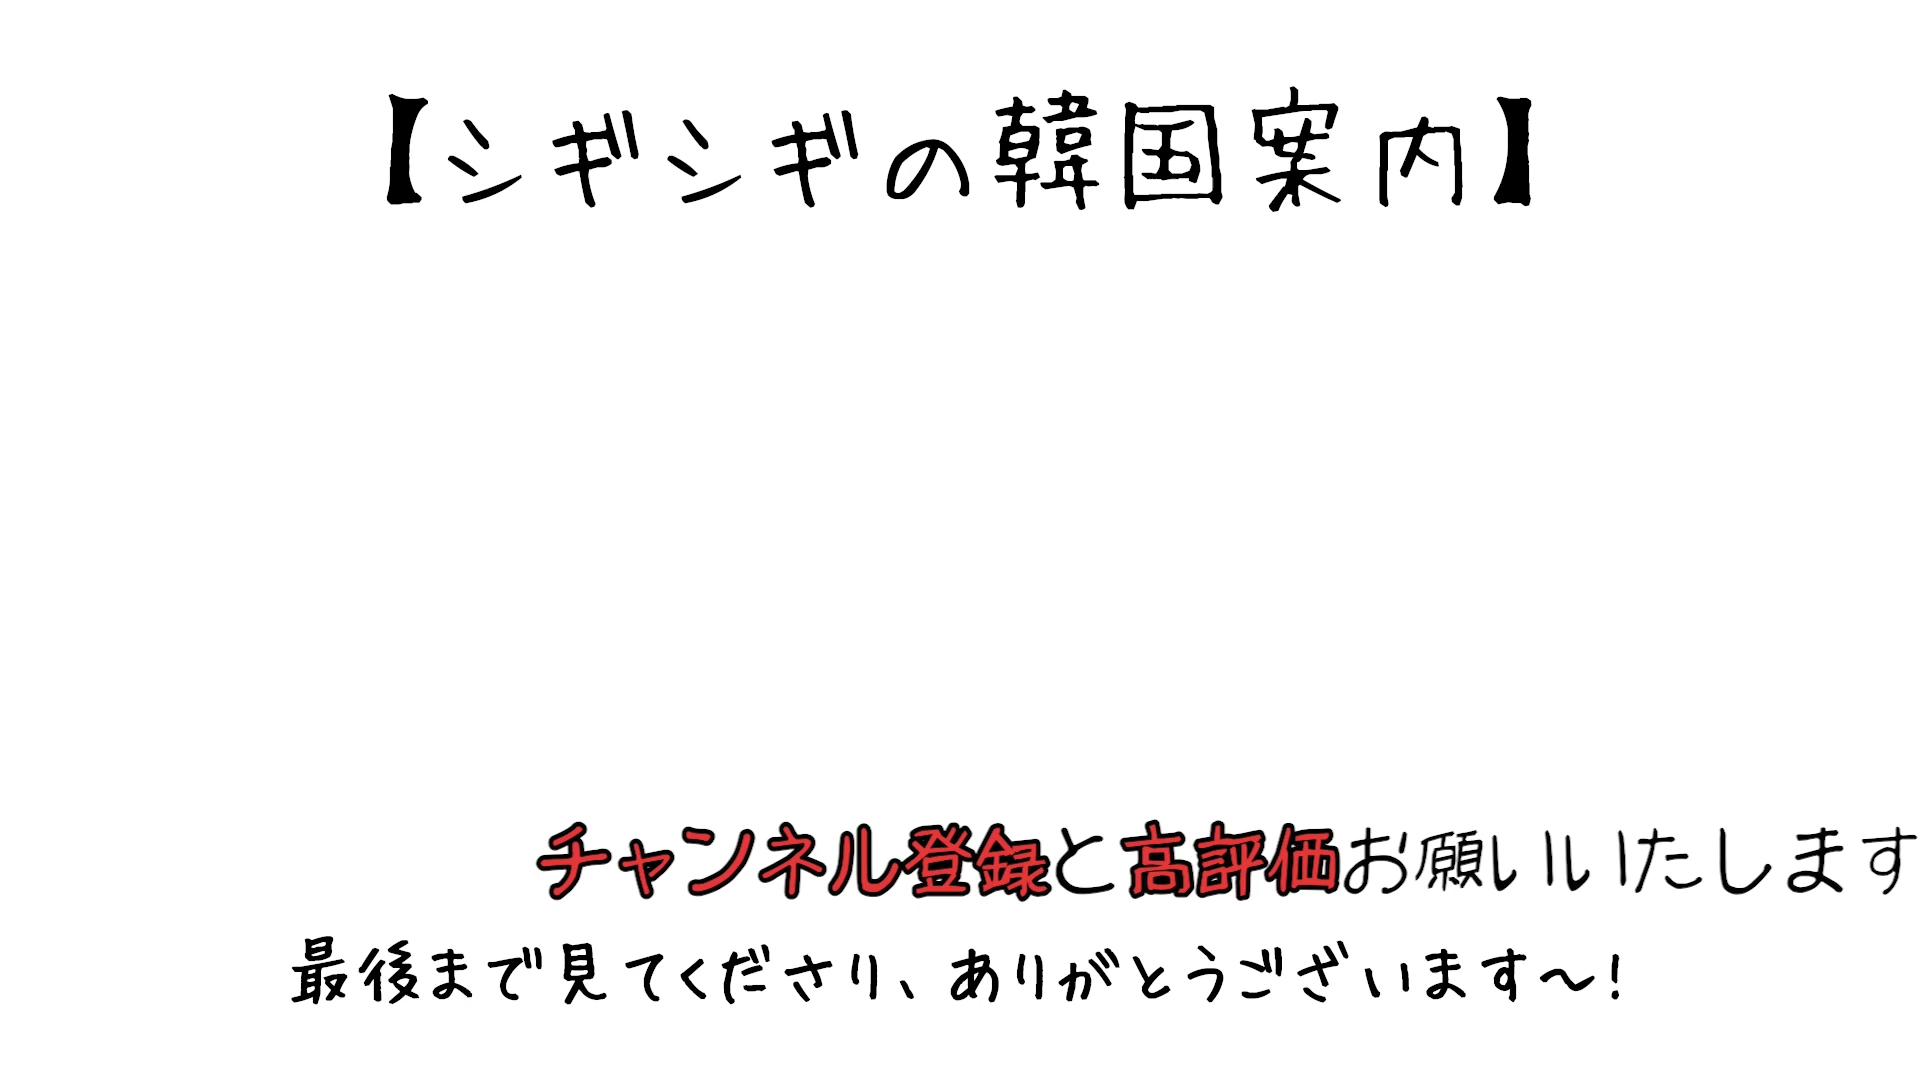 【シギシギの韓国案内】
チャンネル登録と高評価お願いいいたします
最後まで見てくださり、ありがとうございます～!